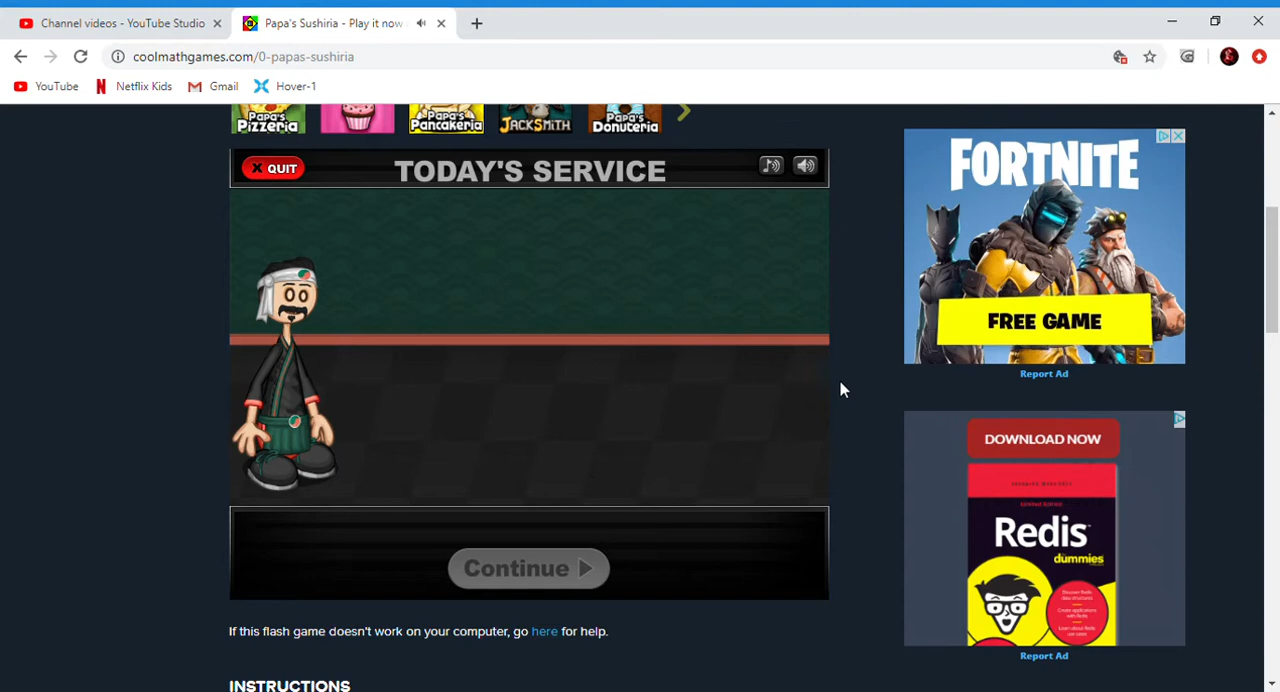 Channel videos - YouTube Studio
Papa's Sushiria - Play it now
coolmathgames.com/0-papas-sushiria
YouTube
Netflix Kids
Gmail
Hover-1
Papa's Pizzeria
Papa's Pancakeria
JACKSMITH
Papa's Donuteria
X QUIT
TODAY'S SERVICE
Continue
If this flash game doesn't work on your computer, go here for help.
INSTRUCTIONS
FORTNITE
FREE GAME
Report Ad
DOWNLOAD NOW
Redis
dummies
Report Ad